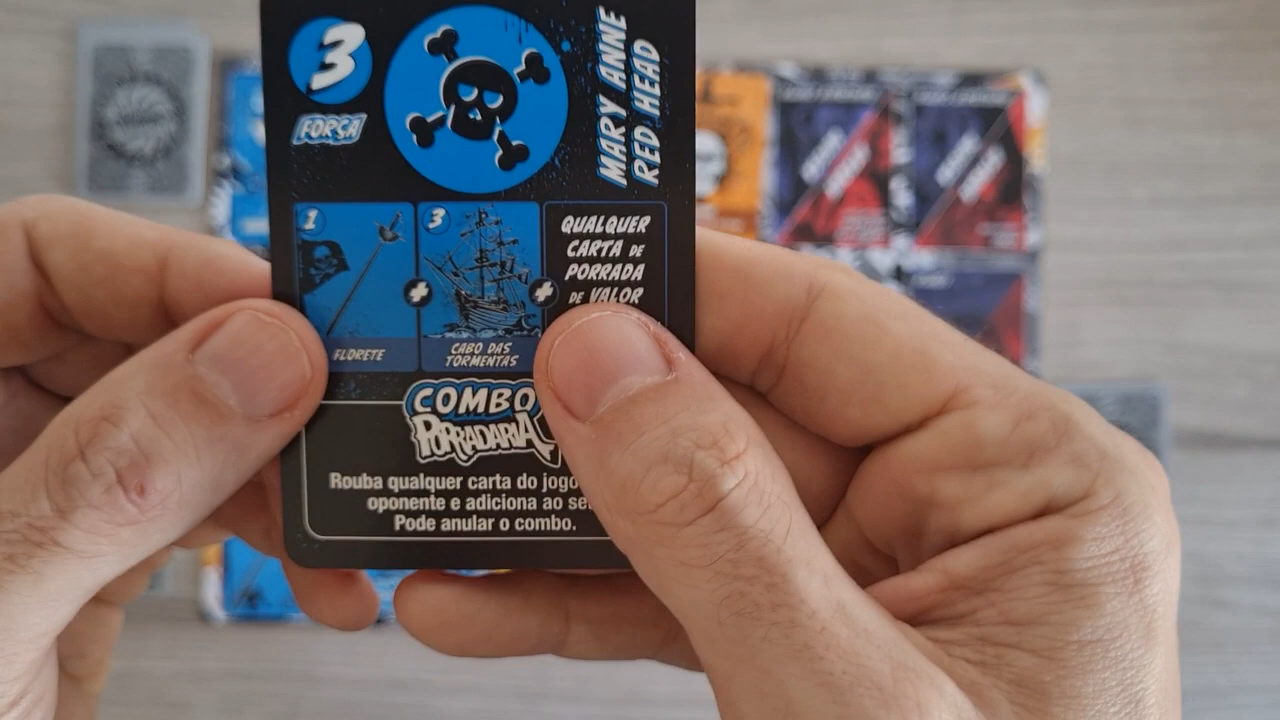 3
FORÇA
MARY ANNE
RED HEAD
1
3
QUALQUER
CARTA DE
PORRADA
DE VALOR
FLORETE
CABO DAS
TORMENTAS
COMBO
PORRADARIA
Rouba qualquer carta do jogo
oponente e adiciona ao
Pode anular o combo.